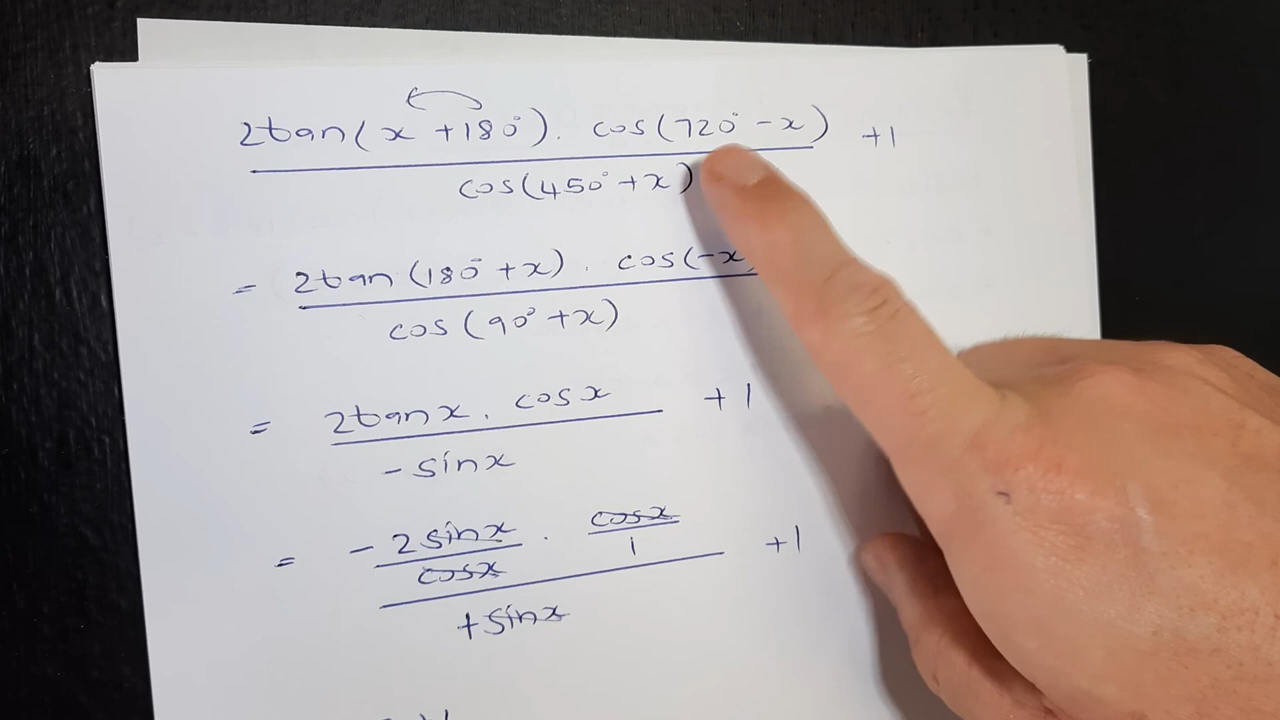 2tan(x +180°). cos(720° -x) +1
cos(450° +x)
= 2tan (180° +x) . cos(-x
cos (90° +x)
= 2tanx . cosx +1
-sinx
= -2sinx . cosx +1
cosx 1
+sinx